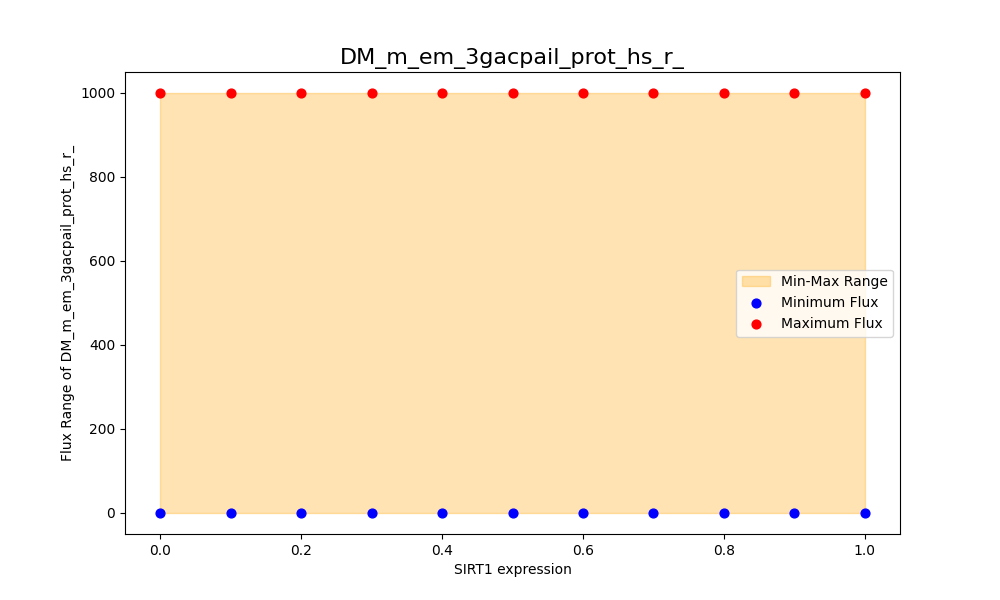 DM_m_em_3gacpail_prot_hs_r_
Flux Range of DM_m_em_3gacpail_prot_hs_r_
1000
800
600
400
200
0
Min-Max Range
Minimum Flux
Maximum Flux
0.0
0.2
0.4
0.6
0.8
1.0
SIRT1 expression